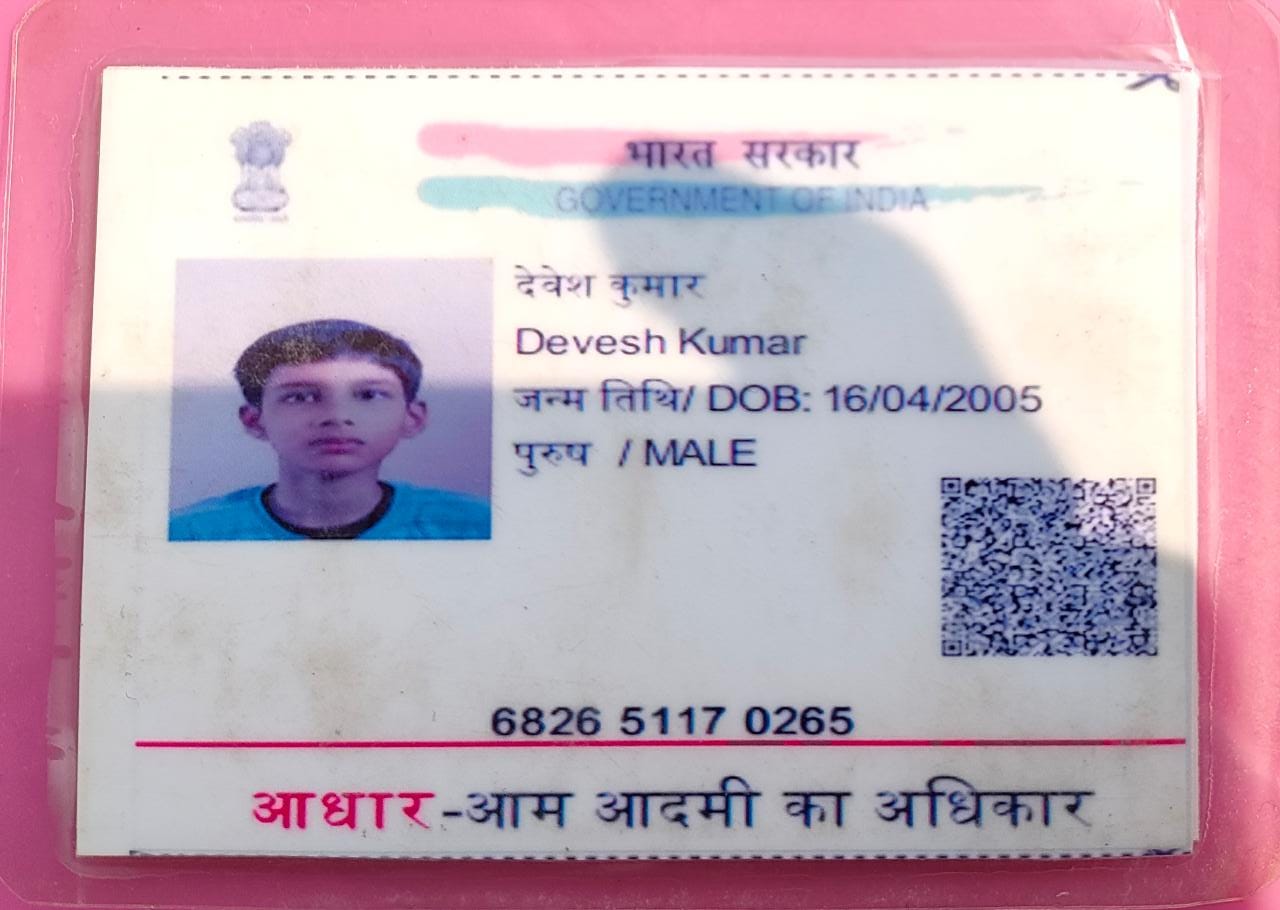 भारत सरकार
GOVERNMENT OF INDIA
देवेश कुमार
Devesh Kumar
जन्म तिथि/ DOB: 16/04/2005
पुरुष / MALE
6826 5117 0265
आधार-आम आदमी का अधिकार